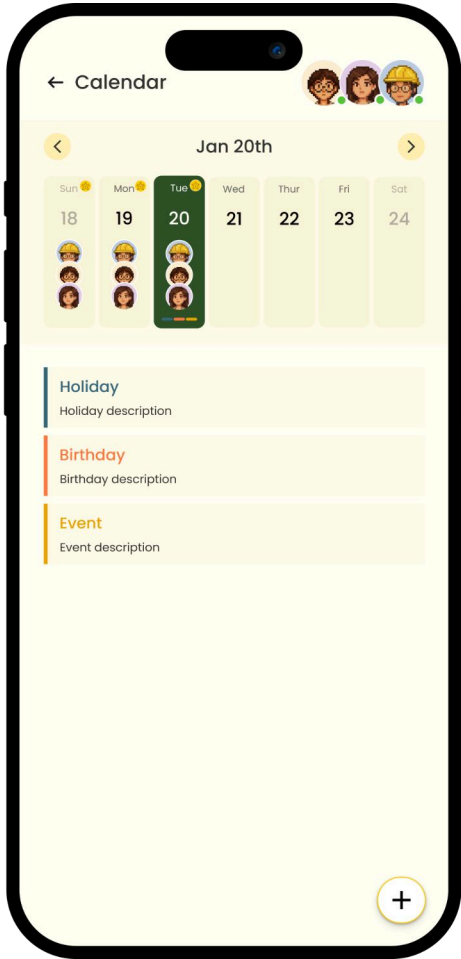 ← Calendar
Jan 20th
Sun Mon Tue Wed Thur Fri Sat
18 19 20 21 22 23 24
Holiday
Holiday description
Birthday
Birthday description
Event
Event description
+